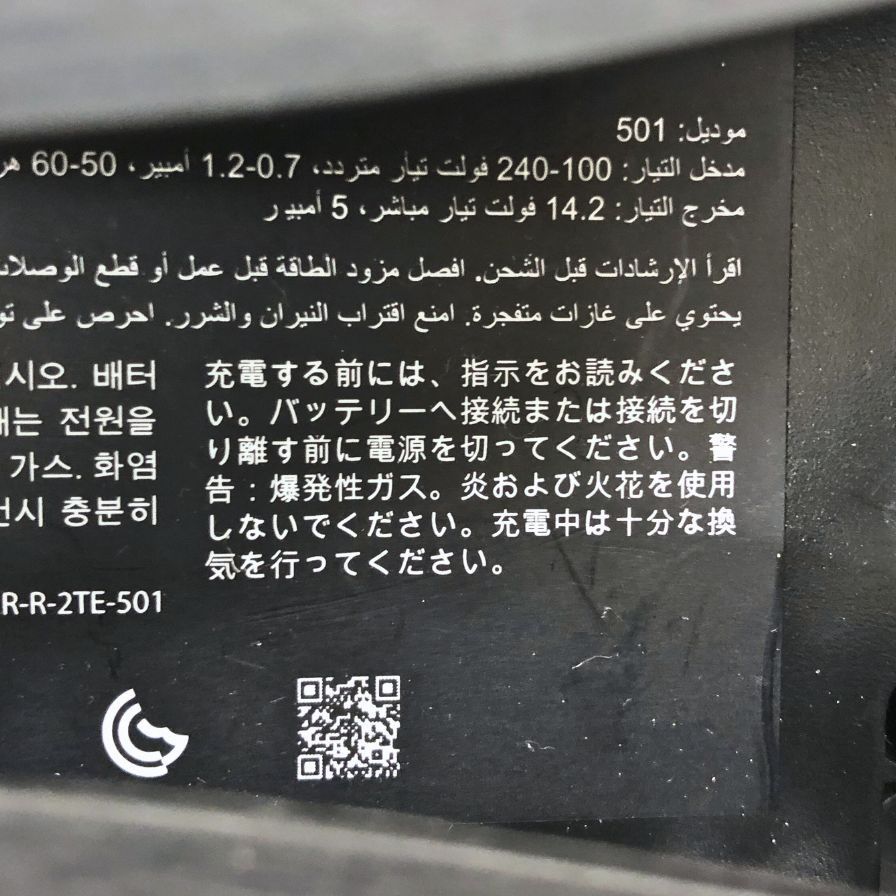 موديل: 501
مدخل التيار: 100-240 فولت تيار متردد، 0.7-1.2 أمبير، 50-60
مخرج التيار: 14.2 فولت تيار مباشر، 5 أمبير
اقرأ الإرشادات قبل الشحن. افصل مزود الطاقة قبل عمل أو قطع الوصلات
يحتوي على غازات متفجرة. امنع اقتراب النيران والشرر. احرص على
시오. 배터
는 전원을
가스. 화염
시 충분히
R-R-2TE-501
充電する前には、指示をお読みくださ
い。バッテリーへ接続または接続を切
り離す前に電源を切ってください。警
告：爆発性ガス。炎および火花を使用
しないでください。充電中は十分な換
気を行ってください。